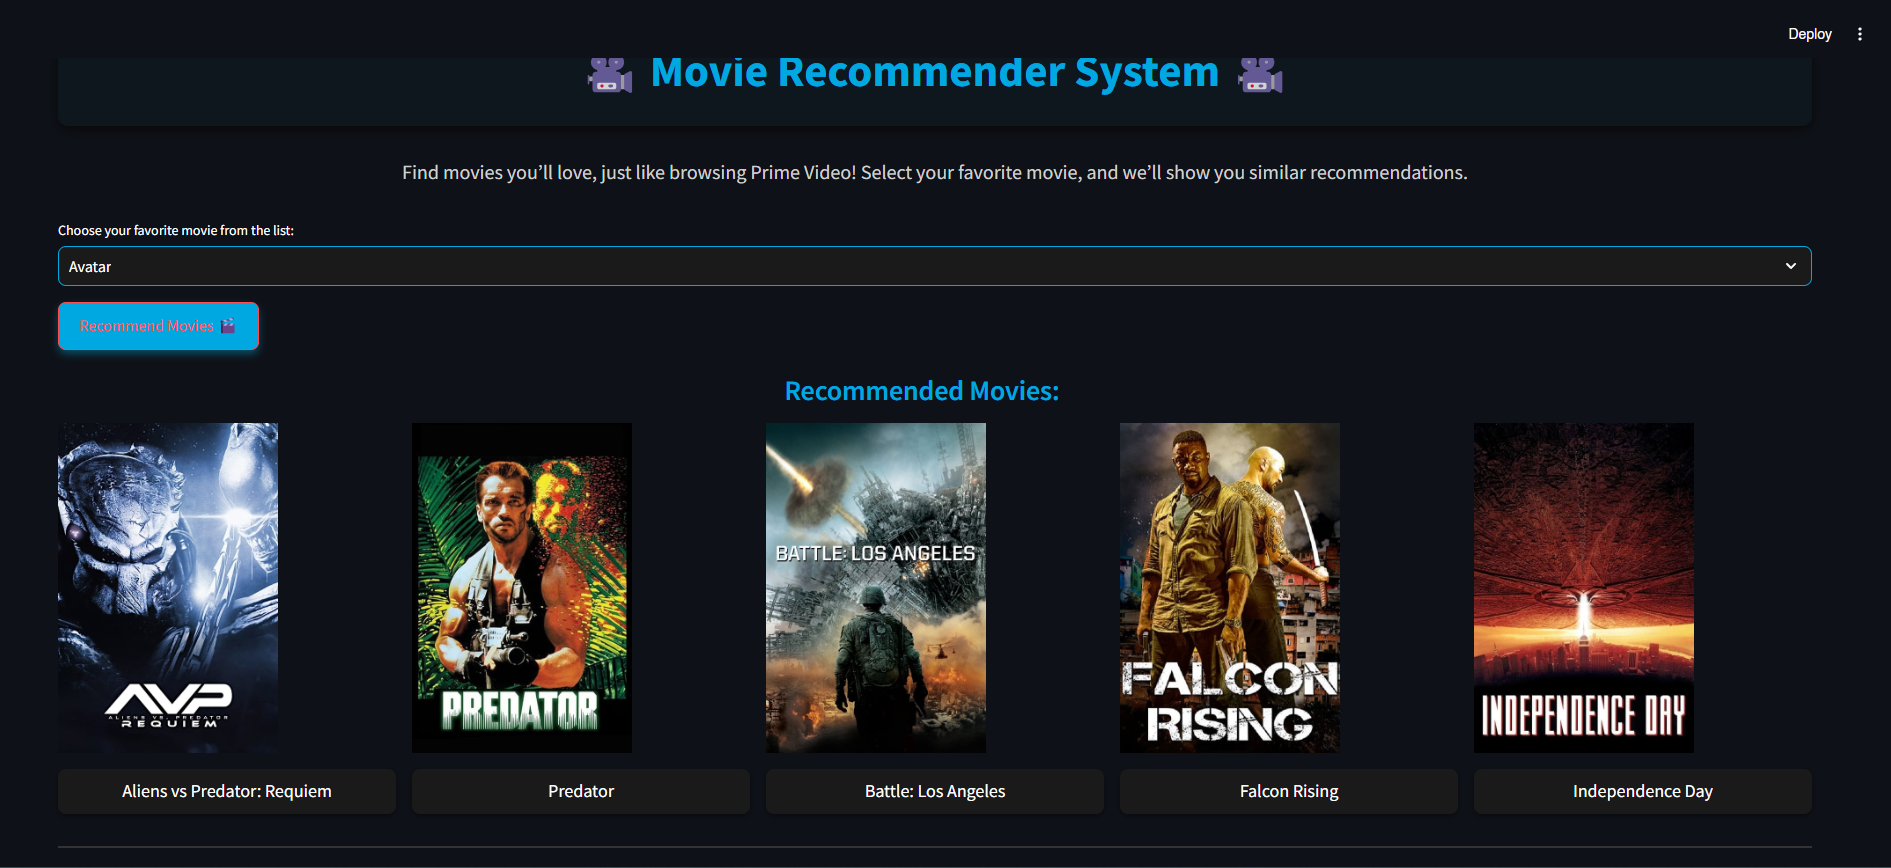 Deploy
Movie Recommender System
Find movies you’ll love, just like browsing Prime Video! Select your favorite movie, and we’ll show you similar recommendations.
Choose your favorite movie from the list:
Avatar
Recommend Movies
Recommended Movies:
AVP
ALIENS VS. PREDATOR
REQUIEM
PREDATOR
BATTLE: LOS ANGELES
FALCON
RISING
INDEPENDENCE DAY
Aliens vs Predator: Requiem
Predator
Battle: Los Angeles
Falcon Rising
Independence Day